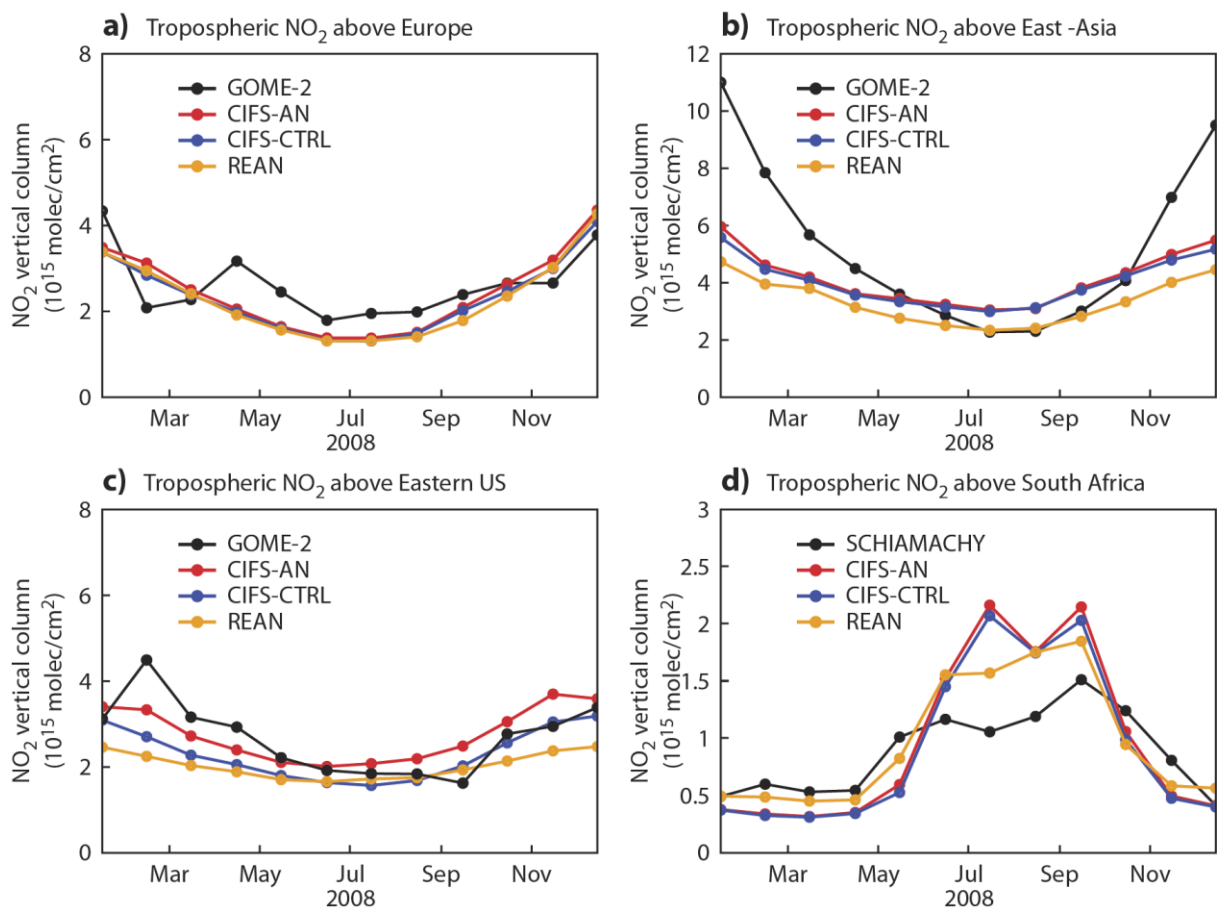 a) Tropospheric NO2 above Europe
8
6
4
2
0
NO2 vertical column
(10^15 molec/cm^2)
GOME-2
CIFS-AN
CIFS-CTRL
REAN
Mar May Jul Sep Nov
2008
b) Tropospheric NO2 above East -Asia
12
10
8
6
4
2
0
NO2 vertical column
(10^15 molec/cm^2)
GOME-2
CIFS-AN
CIFS-CTRL
REAN
Mar May Jul Sep Nov
2008
c) Tropospheric NO2 above Eastern US
8
6
4
2
0
NO2 vertical column
(10^15 molec/cm^2)
GOME-2
CIFS-AN
CIFS-CTRL
REAN
Mar May Jul Sep Nov
2008
d) Tropospheric NO2 above South Africa
3
2.5
2
1.5
1
0.5
0
NO2 vertical column
(10^15 molec/cm^2)
SCHIAMACHY
CIFS-AN
CIFS-CTRL
REAN
Mar May Jul Sep Nov
2008